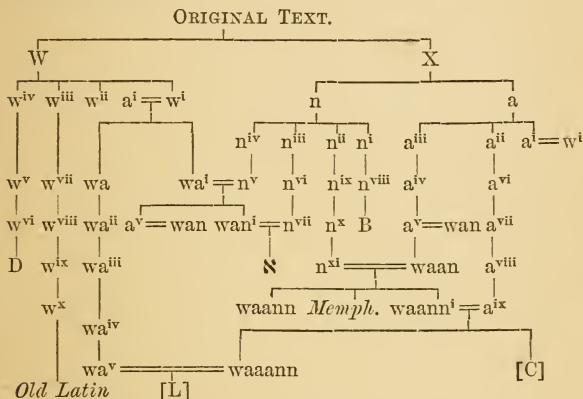 ORIGINAL TEXT.
W X
n a
wiv wiii wii ai = wi
niv niii nii ni aiii aii ai = wi
wv wvii wa wai = nv nvi nix nviii aiv avi
wvi wviii waii av = wan wani = nvii nx B av = wan avii
D wix waiii א nxi = waan aviii
wx waann Memph. waanni = aix
waiv
wav = waaann [C]
Old Latin [L]